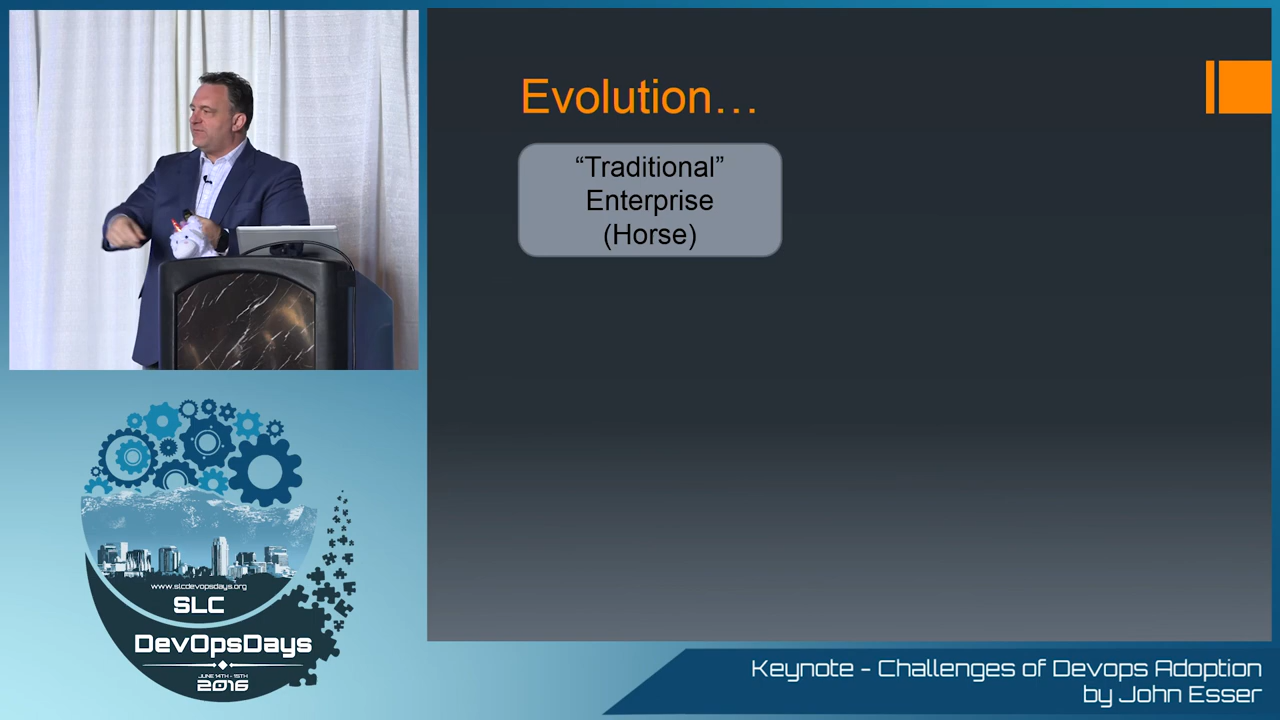 Evolution…
“Traditional”
Enterprise
(Horse)
www.slcdevopsdays.org
SLC
DevOpsDays
JUNE 14TH - 15TH
2016
Keynote - Challenges of Devops Adoption
by John Esser